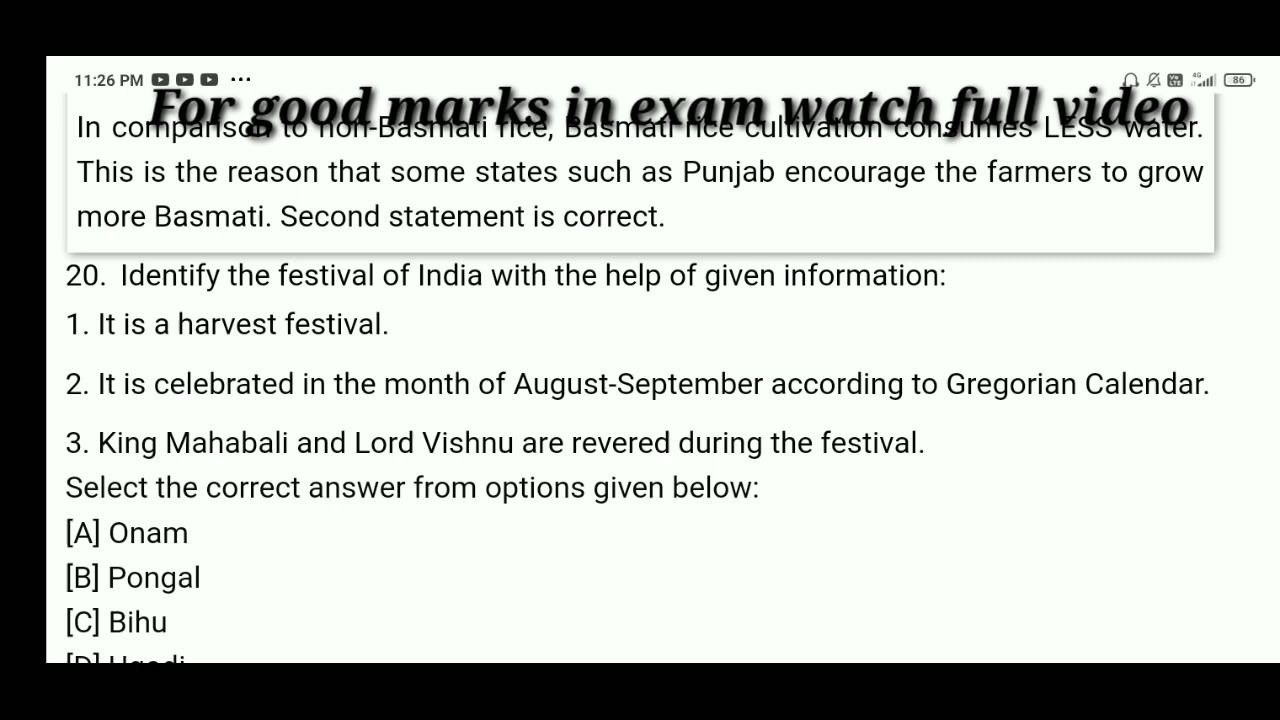 11:26 PM ...
4G 86
For good marks in exam watch full video
In comparison to non-Basmati rice, Basmati rice cultivation consumes LESS water.
This is the reason that some states such as Punjab encourage the farmers to grow
more Basmati. Second statement is correct.
20. Identify the festival of India with the help of given information:
1. It is a harvest festival.
2. It is celebrated in the month of August-September according to Gregorian Calendar.
3. King Mahabali and Lord Vishnu are revered during the festival.
Select the correct answer from options given below:
[A] Onam
[B] Pongal
[C] Bihu
[D] Ugadi